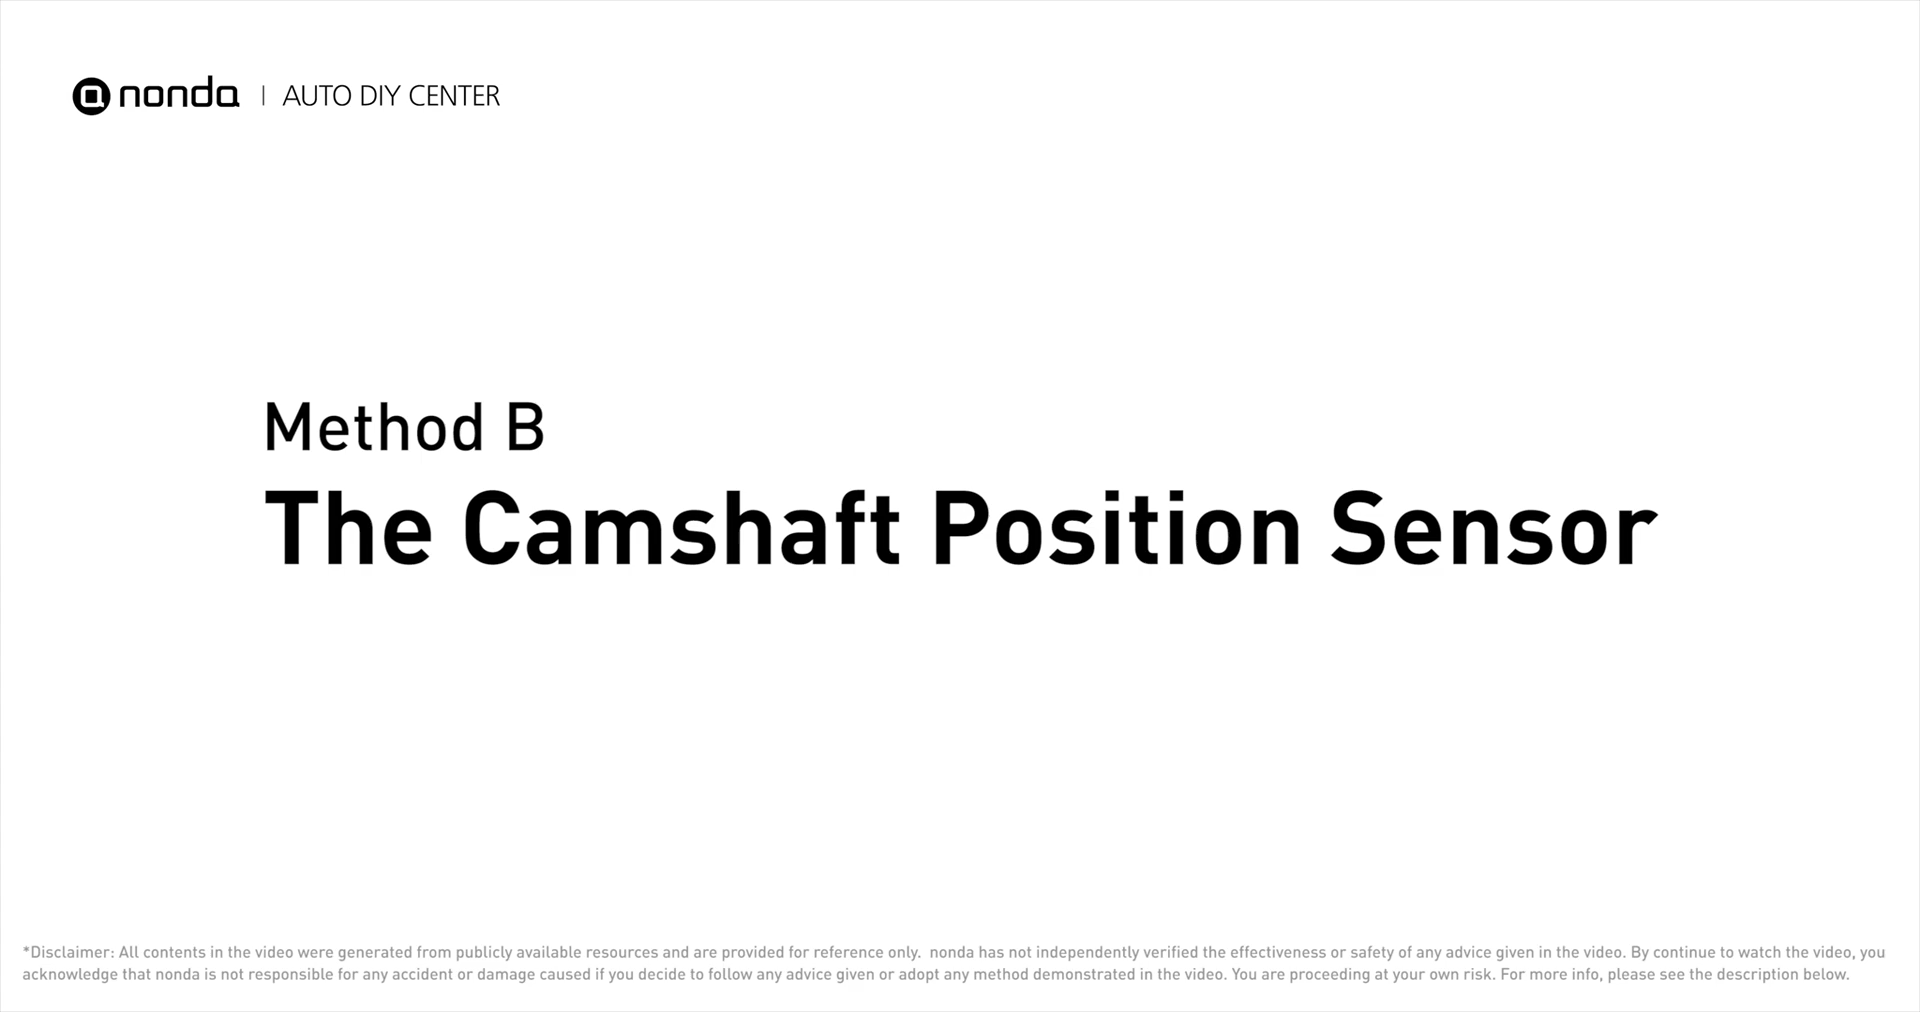 nonda | AUTO DIY CENTER
Method B
The Camshaft Position Sensor
*Disclaimer: All contents in the video were generated from publicly available resources and are provided for reference only.  nonda has not independently verified the effectiveness or safety of any advice given in the video. By continue to watch the video, you
acknowledge that nonda is not responsible for any accident or damage caused if you decide to follow any advice given or adopt any method demonstrated in the video. You are proceeding at your own risk. For more info, please see the description below.